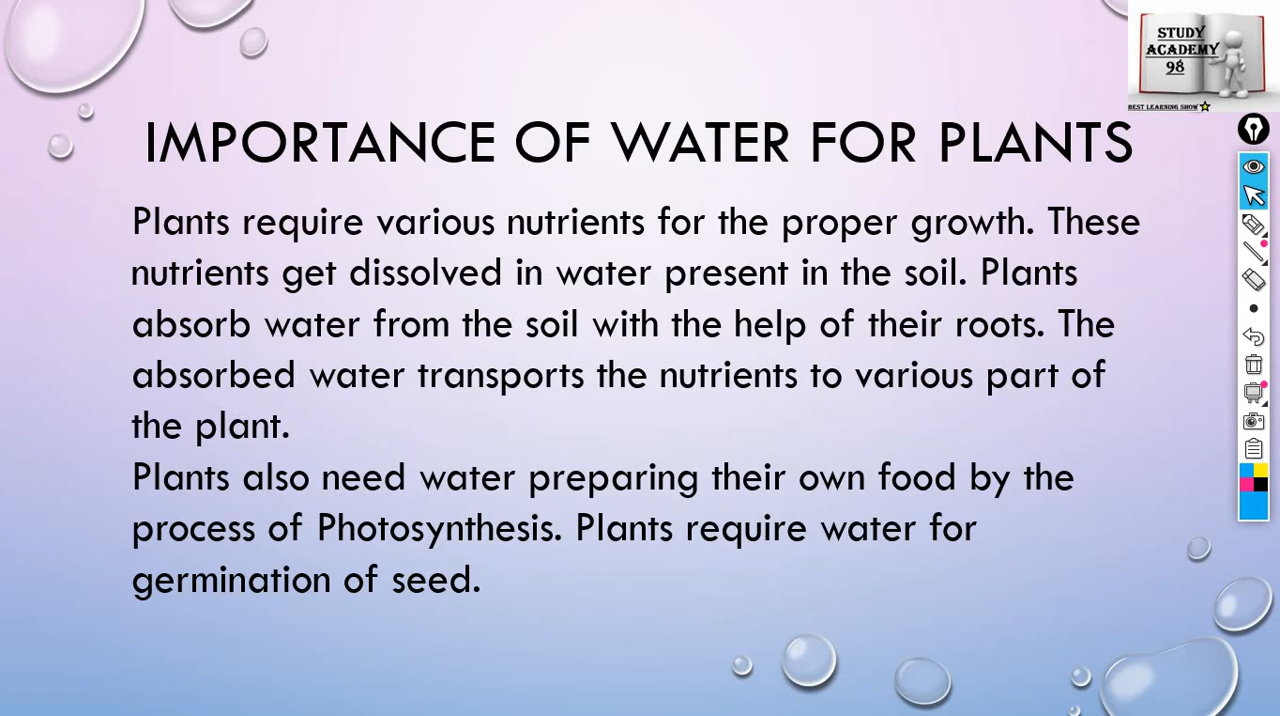 STUDY
ACADEMY
98
BEST LEARNING SHOW
IMPORTANCE OF WATER FOR PLANTS
Plants require various nutrients for the proper growth. These
nutrients get dissolved in water present in the soil. Plants
absorb water from the soil with the help of their roots. The
absorbed water transports the nutrients to various part of
the plant.
Plants also need water preparing their own food by the
process of Photosynthesis. Plants require water for
germination of seed.